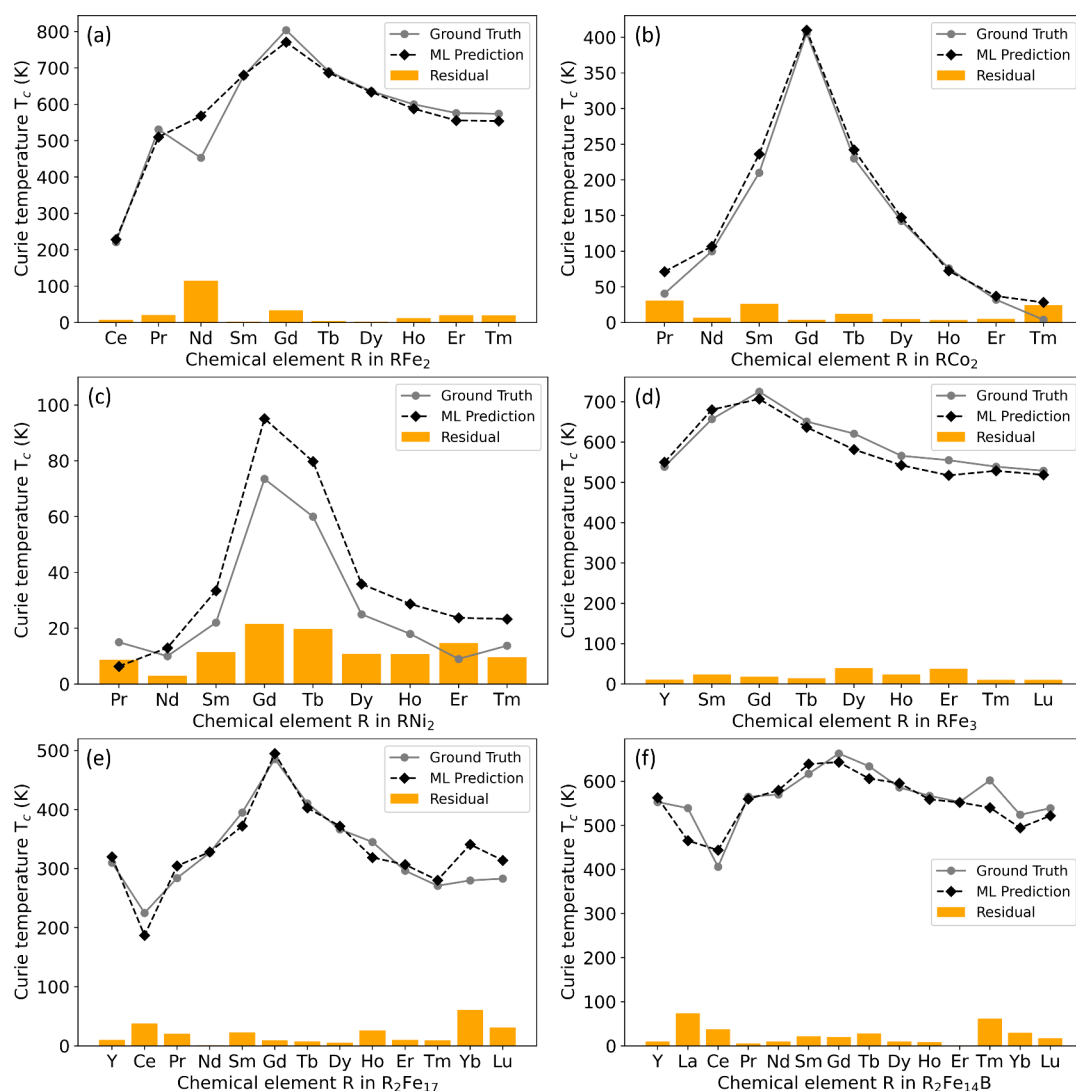 (a)
Ground Truth
ML Prediction
Residual
Curie temperature T_c (K)
800
700
600
500
400
300
200
100
0
Ce Pr Nd Sm Gd Tb Dy Ho Er Tm
Chemical element R in RFe₂
(b)
Ground Truth
ML Prediction
Residual
Curie temperature T_c (K)
400
350
300
250
200
150
100
50
0
Pr Nd Sm Gd Tb Dy Ho Er Tm
Chemical element R in RCo₂
(c)
Ground Truth
ML Prediction
Residual
Curie temperature T_c (K)
100
80
60
40
20
0
Pr Nd Sm Gd Tb Dy Ho Er Tm
Chemical element R in RNi₂
(d)
Ground Truth
ML Prediction
Residual
Curie temperature T_c (K)
700
600
500
400
300
200
100
0
Y Sm Gd Tb Dy Ho Er Tm Lu
Chemical element R in RFe₃
(e)
Ground Truth
ML Prediction
Residual
Curie temperature T_c (K)
500
400
300
200
100
0
Y Ce Pr Nd Sm Gd Tb Dy Ho Er Tm Yb Lu
Chemical element R in R₂Fe₁₇
(f)
Ground Truth
ML Prediction
Residual
Curie temperature T_c (K)
600
500
400
300
200
100
0
Y La Ce Pr Nd Sm Gd Tb Dy Ho Er Tm Yb Lu
Chemical element R in R₂Fe₁₄B